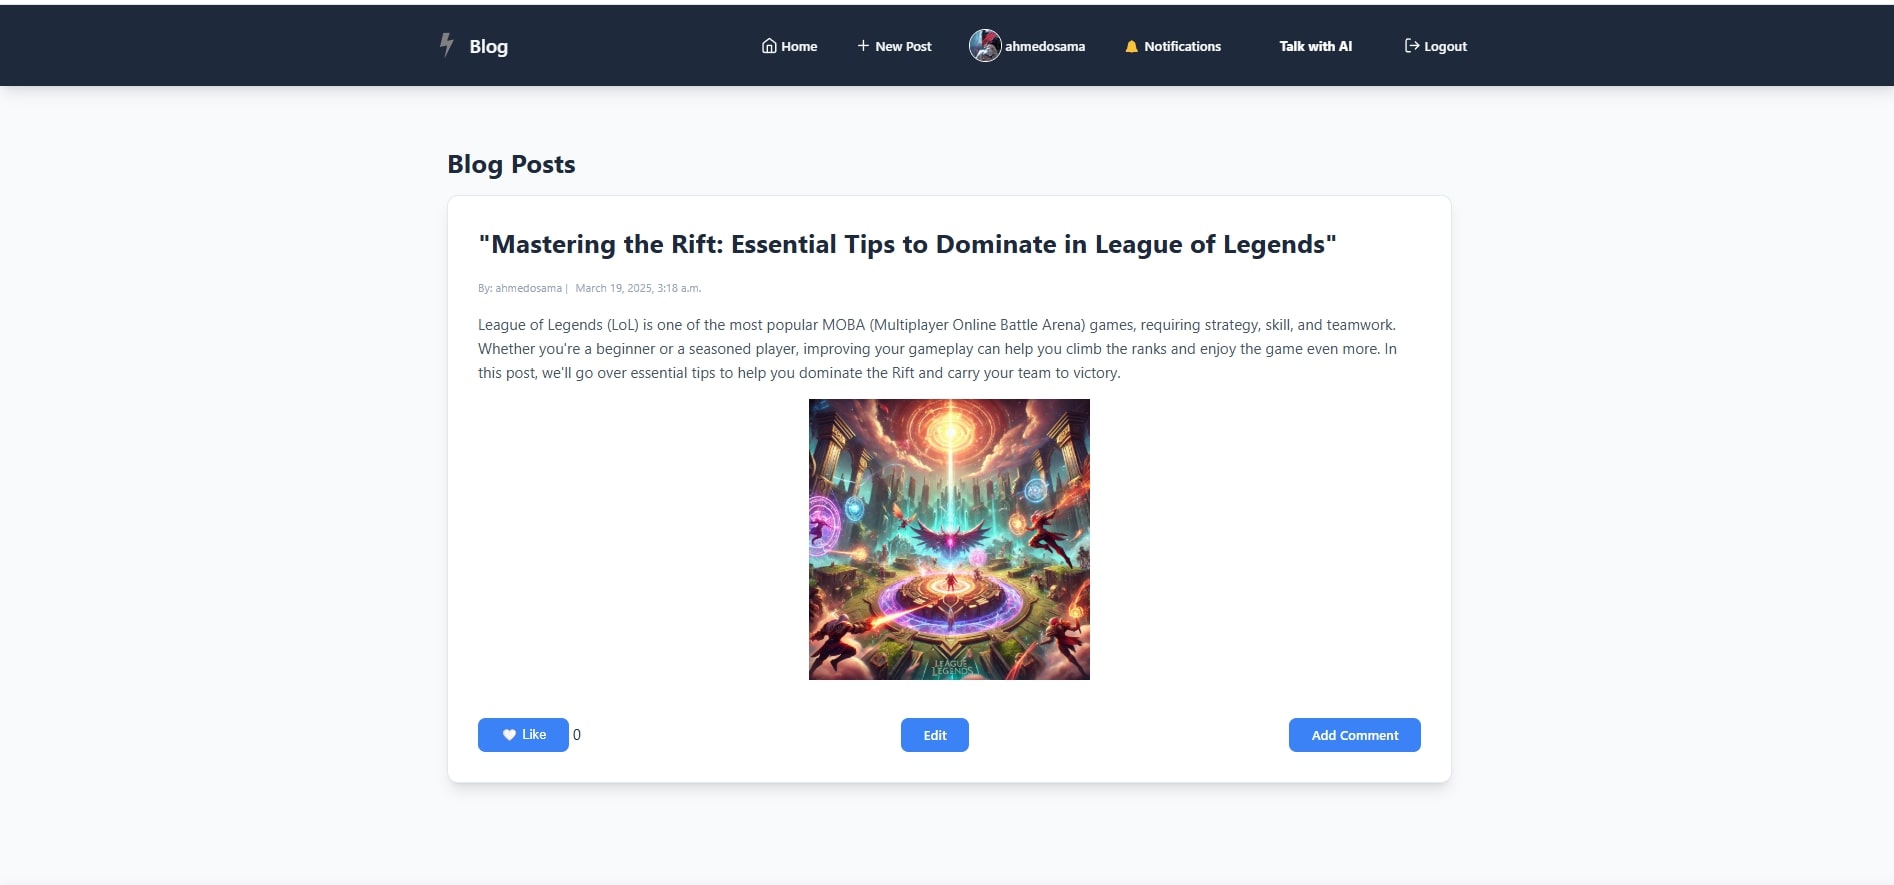 Blog
Home
New Post
ahmedosama
Notifications
Talk with AI
Logout
Blog Posts
"Mastering the Rift: Essential Tips to Dominate in League of Legends"
By: ahmedosama | March 19, 2025, 3:18 a.m.
League of Legends (LoL) is one of the most popular MOBA (Multiplayer Online Battle Arena) games, requiring strategy, skill, and teamwork.
Whether you're a beginner or a seasoned player, improving your gameplay can help you climb the ranks and enjoy the game even more. In
this post, we'll go over essential tips to help you dominate the Rift and carry your team to victory.
LEAGUE
LEGENDS
Like 0
Edit
Add Comment